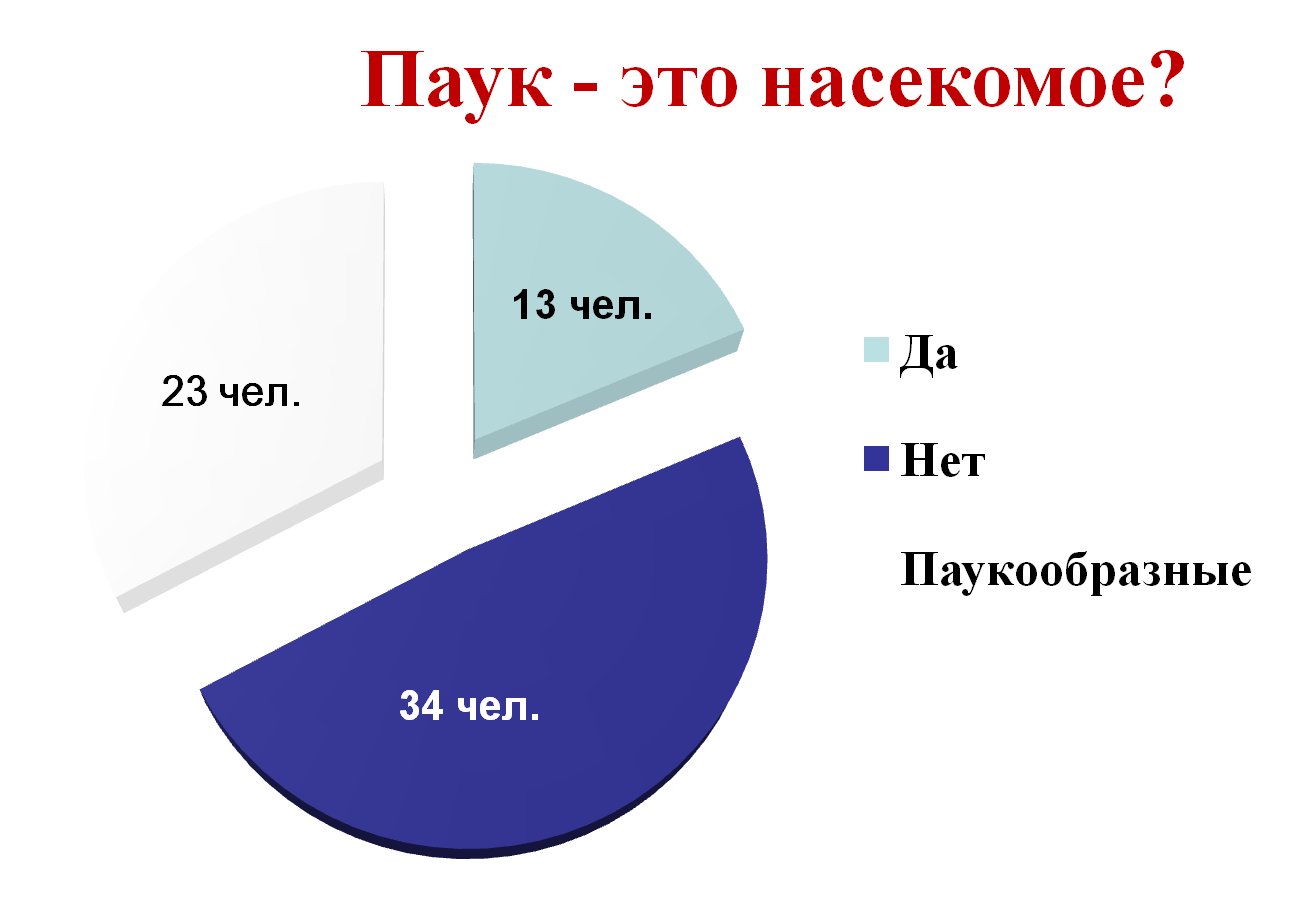 Паук - это насекомое?
13 чел.
23 чел.
34 чел.
Да
Нет
Паукообразные